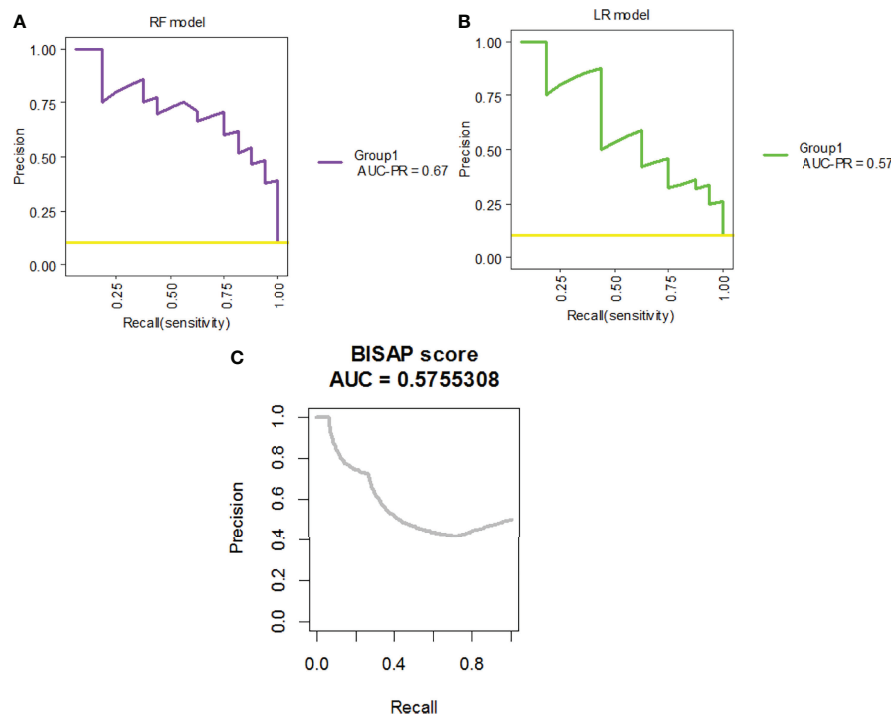 A
RF model
1.00
0.75
0.50
0.25
0.00
Precision
0.25
0.50
0.75
1.00
Recall(sensitivity)
Group1
AUC-PR = 0.67
B
LR model
1.00
0.75
0.50
0.25
0.00
Precision
0.25
0.50
0.75
1.00
Recall(sensitivity)
Group1
AUC-PR = 0.57
C
BISAP score
AUC = 0.5755308
1.0
0.8
0.6
0.4
0.2
0.0
Precision
0.0 0.4 0.8
Recall